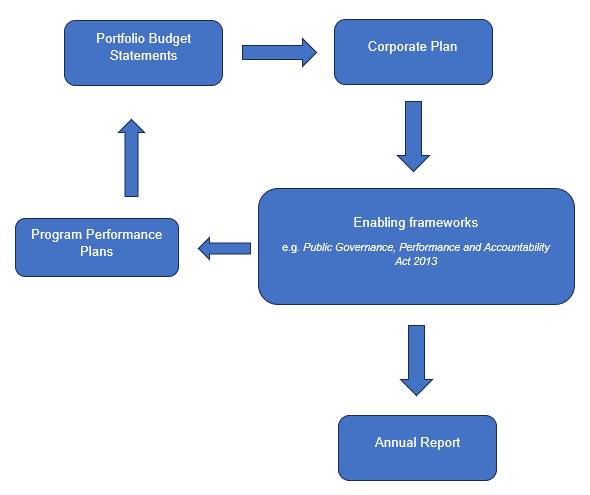 Portfolio Budget
Statements
Corporate Plan
Enabling frameworks
e.g. Public Governance, Performance and Accountability
Act 2013
Program Performance
Plans
Annual Report